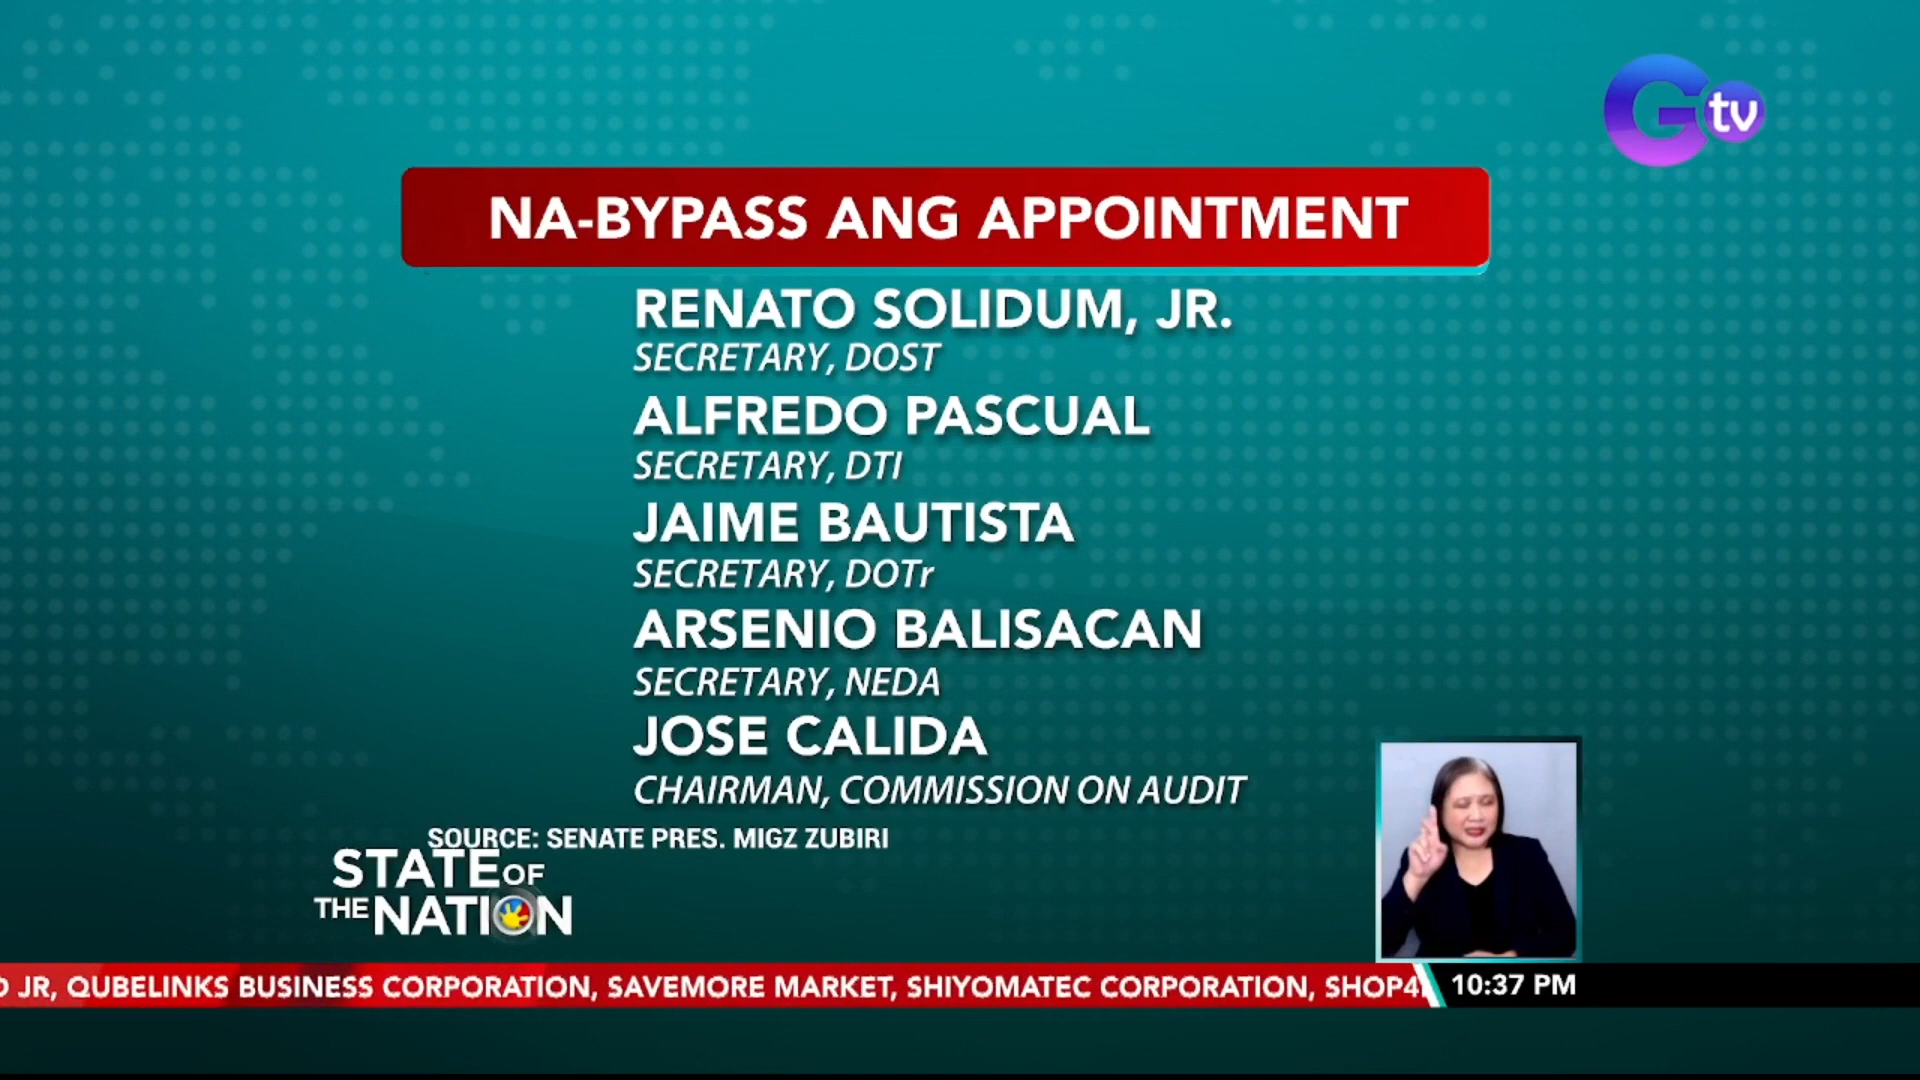 Gtv
NA-BYPASS ANG APPOINTMENT
RENATO SOLIDUM, JR.
SECRETARY, DOST
ALFREDO PASCUAL
SECRETARY, DTI
JAIME BAUTISTA
SECRETARY, DOTr
ARSENIO BALISACAN
SECRETARY, NEDA
JOSE CALIDA
CHAIRMAN, COMMISSION ON AUDIT
SOURCE: SENATE PRES. MIGZ ZUBIRI
STATE OF
THE NATION
JR, QUBELINKS BUSINESS CORPORATION, SAVEMORE MARKET, SHIYOMATEC CORPORATION, SHOP4 10:37 PM